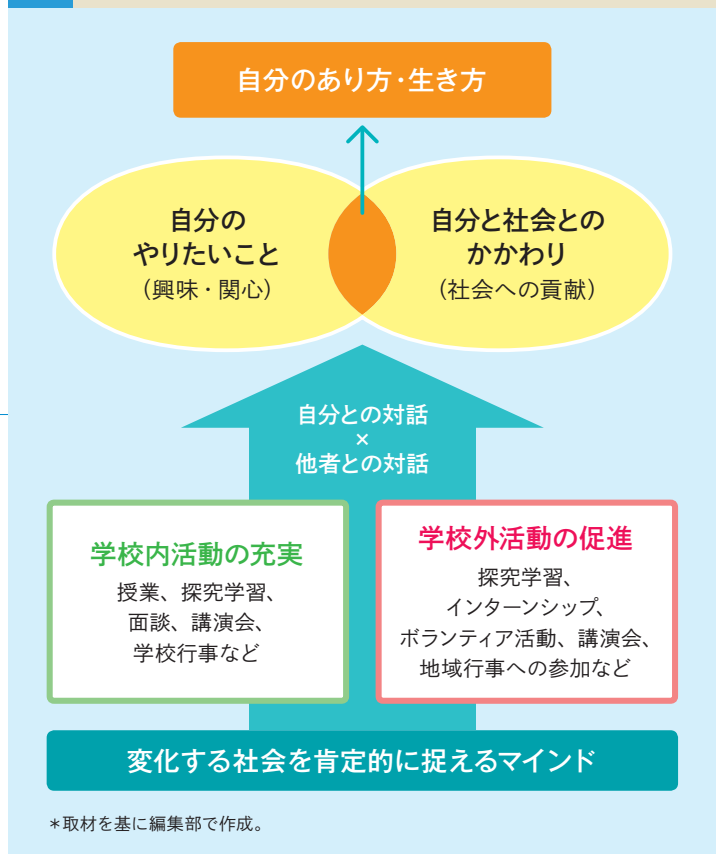 自分のあり方・生き方
自分の
やりたいこと
（興味・関心）
自分と社会との
かかわり
（社会への貢献）
自分との対話
×
他者との対話
学校内活動の充実
授業、探究学習、
面談、講演会、
学校行事など
学校外活動の促進
探究学習、
インターンシップ、
ボランティア活動、講演会、
地域行事への参加など
変化する社会を肯定的に捉えるマインド
＊取材を基に編集部で作成。